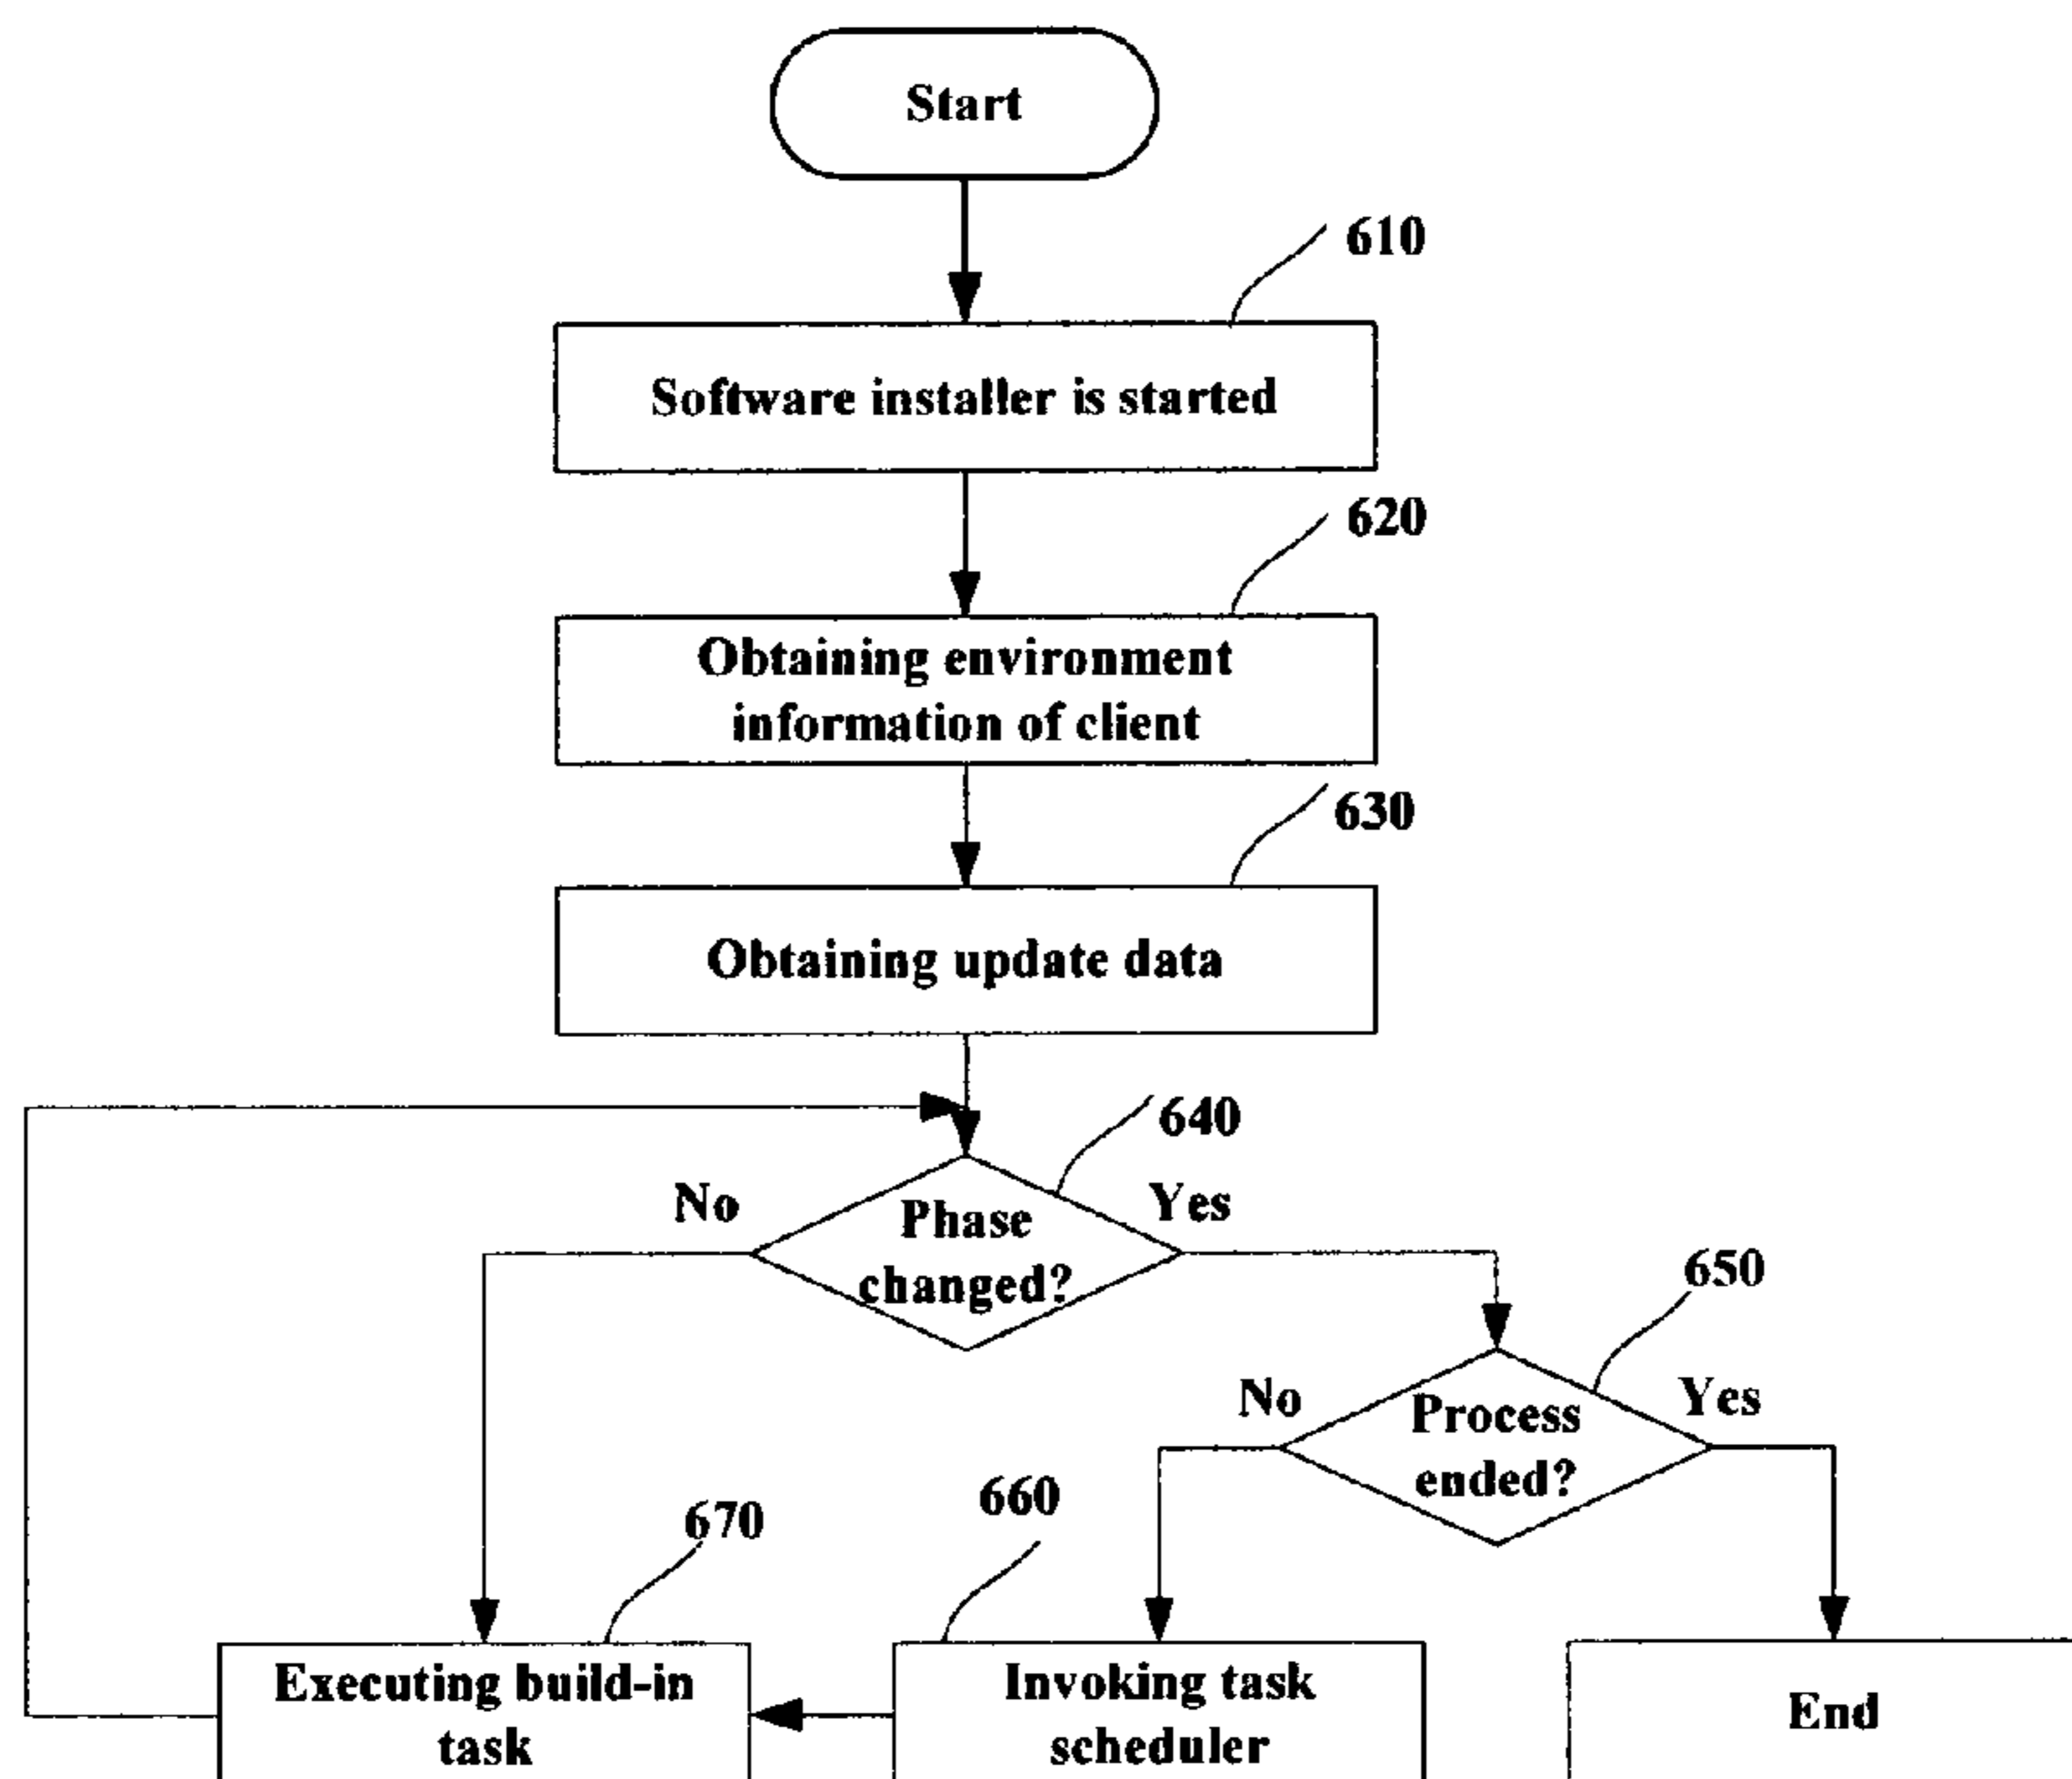 Start
610
Software installer is started
620
Obtaining environment
information of client
630
Obtaining update data
640
No
Yes
Phase
changed?
650
No
Yes
Process
ended?
660
670
Executing build-in
task
Invoking task
scheduler
End